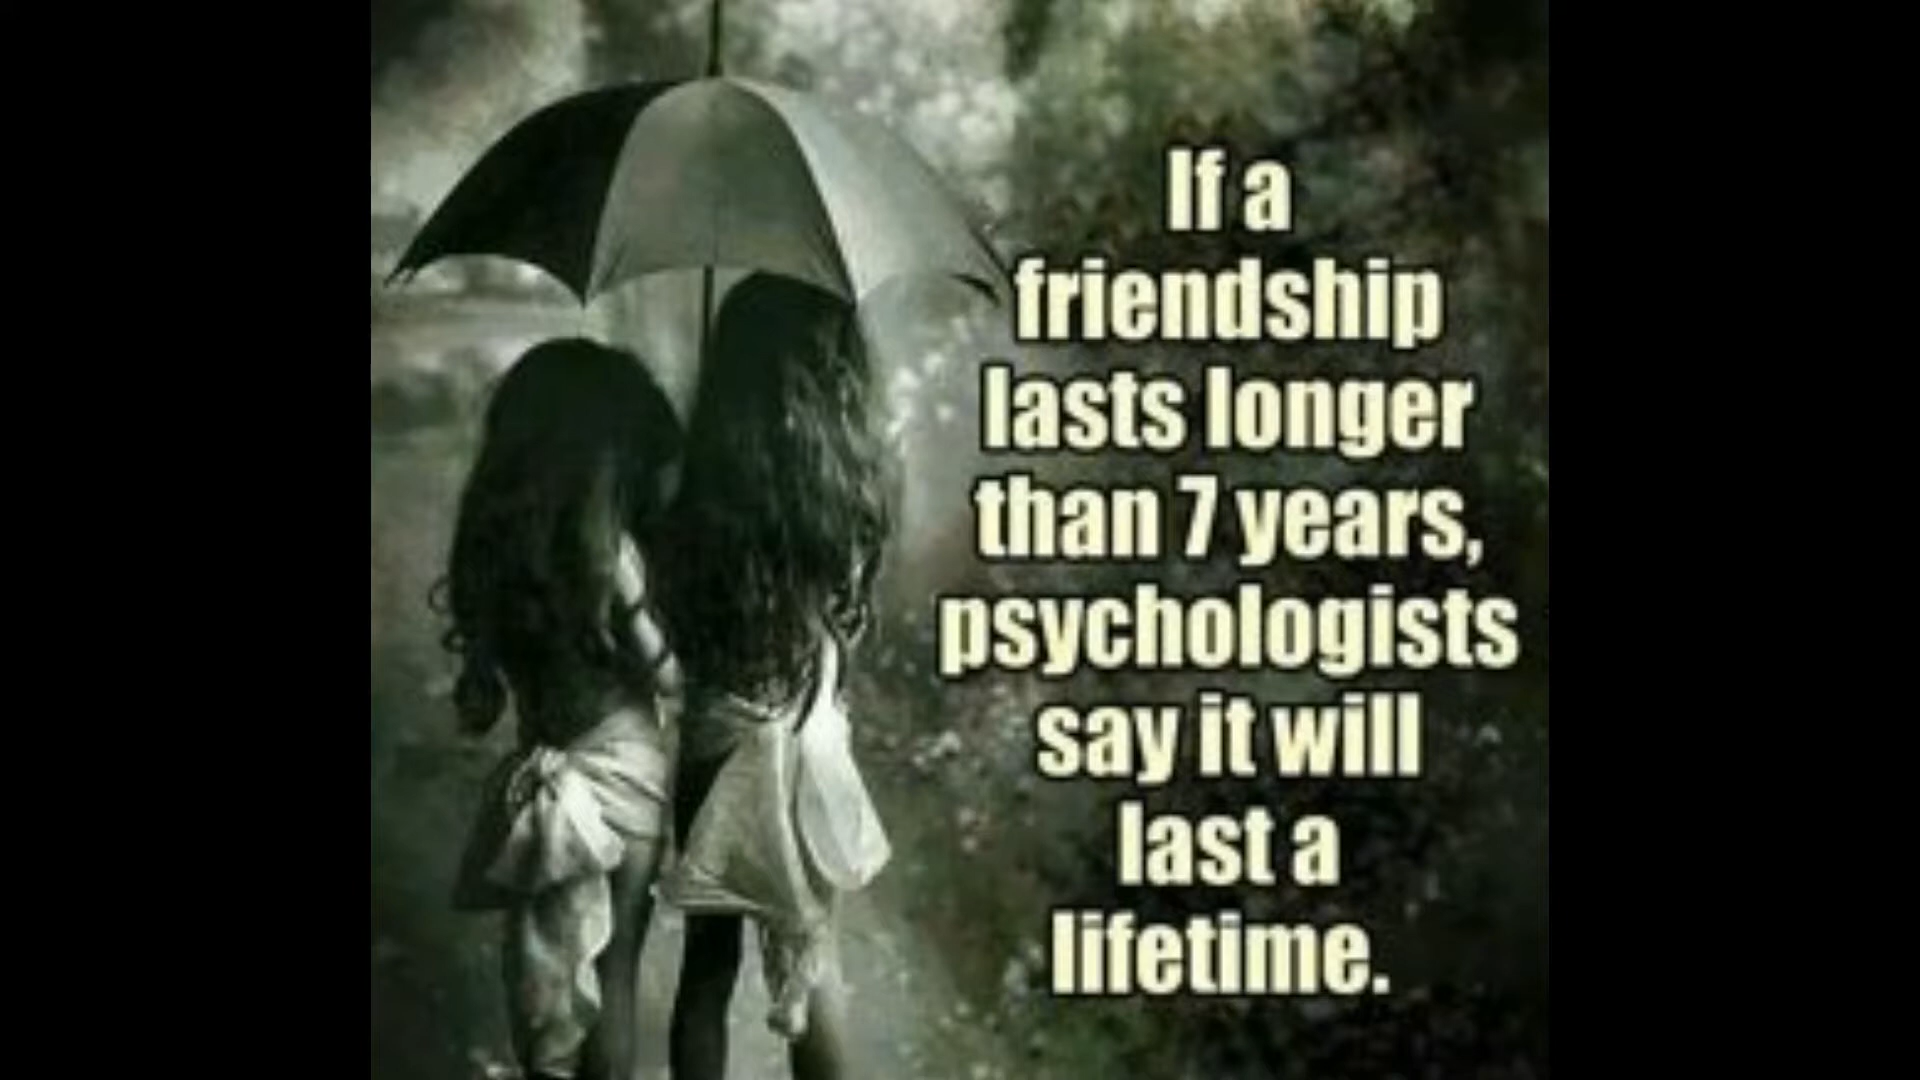 If a
friendship
lasts longer
than 7 years,
psychologists
say it will
last a
lifetime.